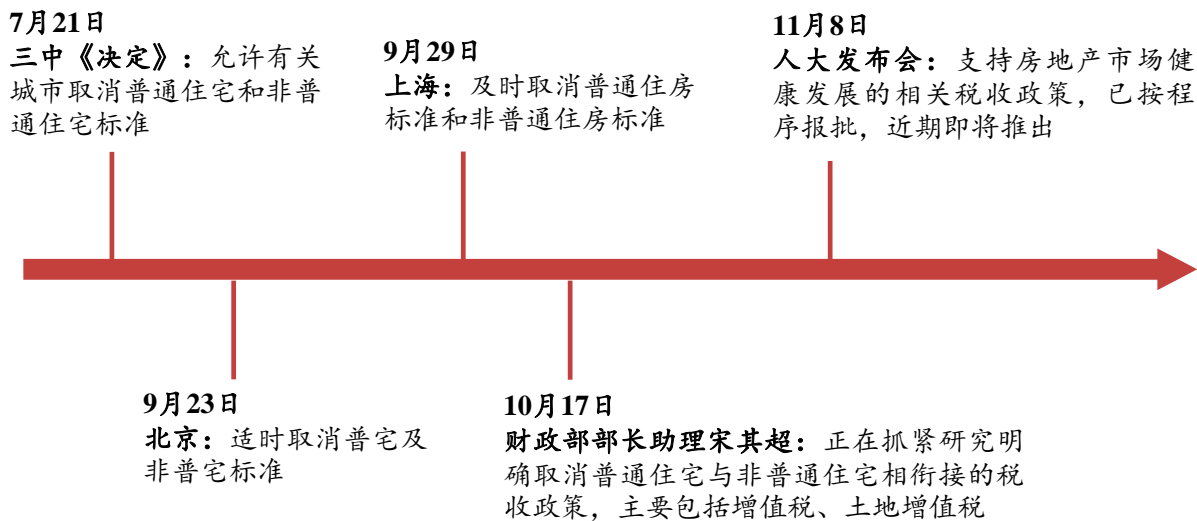 7月21日
三中《决定》：允许有关
城市取消普通住宅和非普
通住宅标准
9月29日
上海：及时取消普通住房
标准和非普通住房标准
11月8日
人大发布会：支持房地产市场健
康发展的相关税收政策，已按程
序报批，近期即将推出
9月23日
北京：适时取消普宅及
非普宅标准
10月17日
财政部部长助理宋其超：正在抓紧研究明
确取消普通住宅与非普通住宅相衔接的税
收政策，主要包括增值税、土地增值税